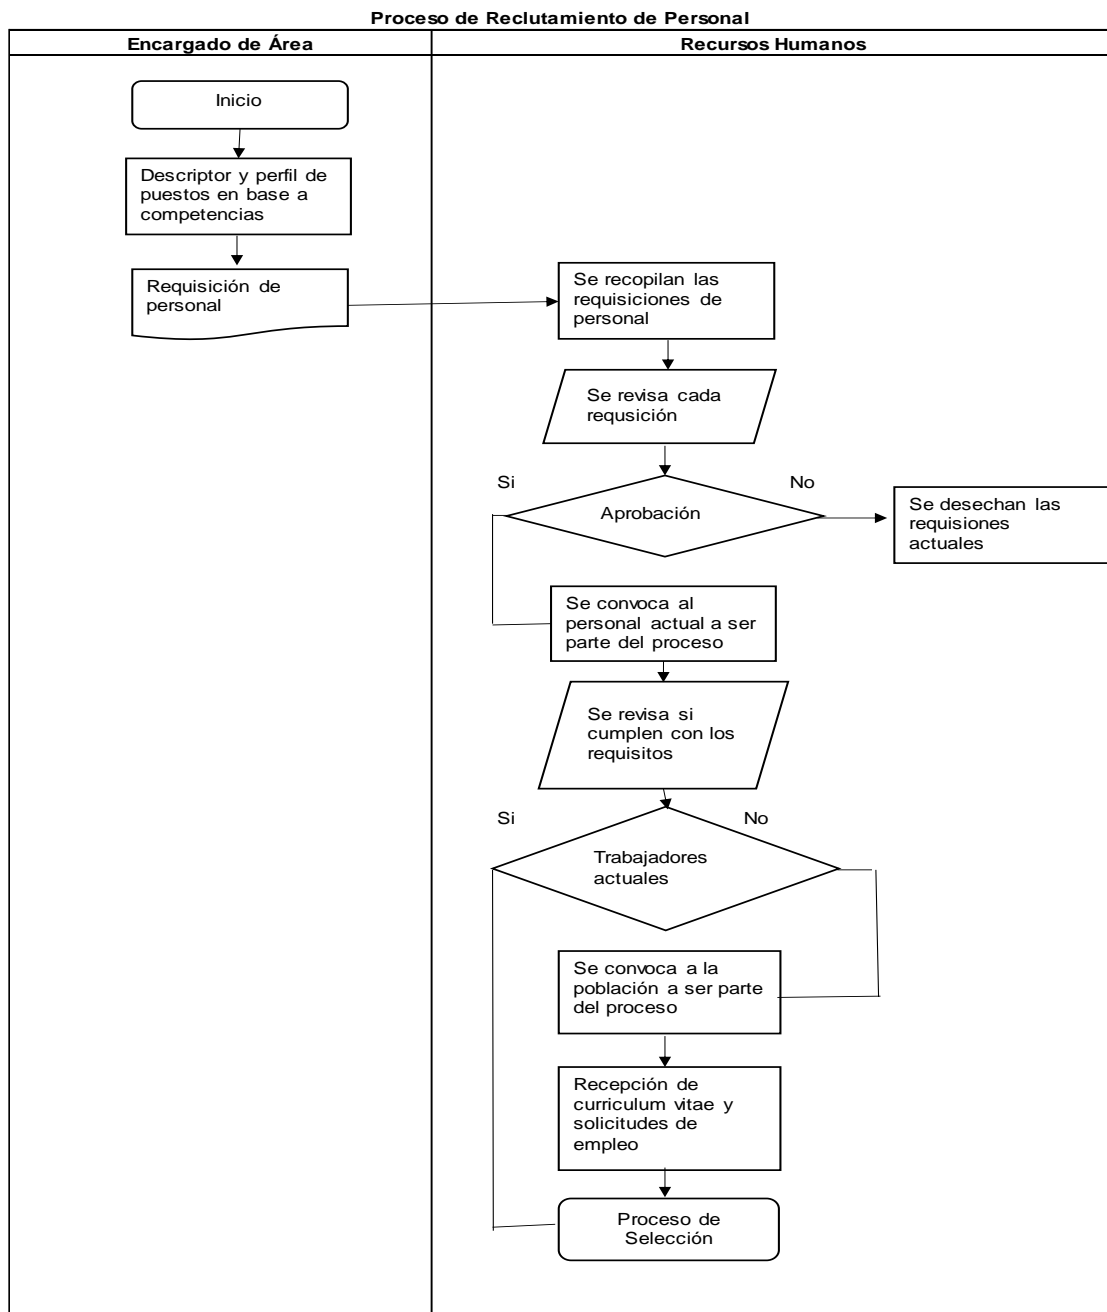 Proceso de Reclutamiento de Personal
Encargado de Área
Recursos Humanos
Inicio
Descriptor y perfil de
puestos en base a
competencias
Requisición de
personal
Se recopilan las
requisiciones de
personal
Se revisa cada
requsición
Si
No
Aprobación
Se desechan las
requisiones
actuales
Se convoca al
personal actual a ser
parte del proceso
Se revisa si
cumplen con los
requisitos
Si
No
Trabajadores
actuales
Se convoca a la
población a ser parte
del proceso
Recepción de
curriculum vitae y
solicitudes de
empleo
Proceso de
Selección